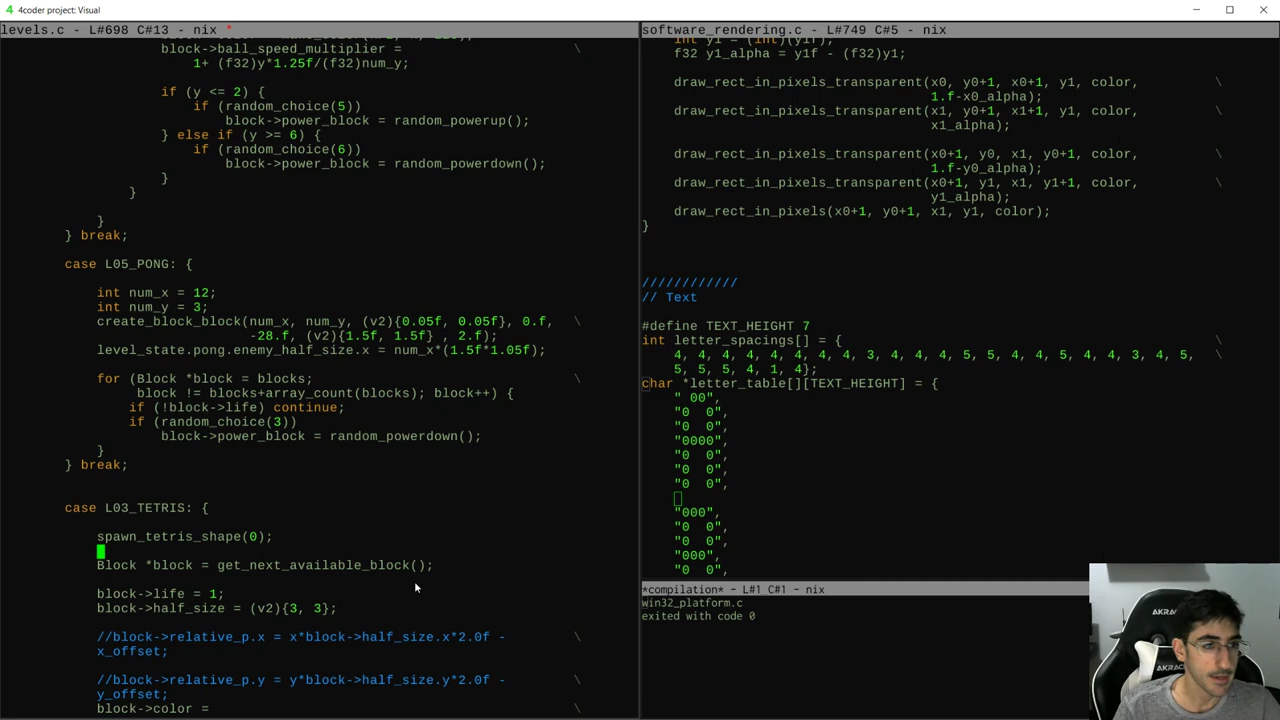 4coder project: Visual
levels.c - L#698 C#13 - nix *
block->ball_speed_multiplier =
1+ (f32)y*1.25f/(f32)num_y;
if (y <= 2) {
if (random_choice(5))
block->power_block = random_powerup();
} else if (y >= 6) {
if (random_choice(6))
block->power_block = random_powerdown();
}
}
}
} break;
case L05_PONG: {
int num_x = 12;
int num_y = 3;
create_block_block(num_x, num_y, (v2){0.05f, 0.05f}, 0.f, \
-28.f, (v2){1.5f, 1.5f} , 2.f);
level_state.pong.enemy_half_size.x = num_x*(1.5f*1.05f);
for (Block *block = blocks; \
block != blocks+array_count(blocks); block++) {
if (!block->life) continue;
if (random_choice(3))
block->power_block = random_powerdown();
}
} break;
case L03_TETRIS: {
spawn_tetris_shape(0);
Block *block = get_next_available_block();
block->life = 1;
block->half_size = (v2){3, 3};
//block->relative_p.x = x*block->half_size.x*2.0f - \
x_offset;
//block->relative_p.y = y*block->half_size.y*2.0f - \
y_offset;
block->color = \
software_rendering.c - L#749 C#5 - nix
int y1 = (int)(y1f);
f32 y1_alpha = y1f - (f32)y1;
draw_rect_in_pixels_transparent(x0, y0+1, x0+1, y1, color, \
1.f-x0_alpha);
draw_rect_in_pixels_transparent(x1, y0+1, x1+1, y1, color, \
x1_alpha);
draw_rect_in_pixels_transparent(x0+1, y0, x1, y0+1, color, \
1.f-y0_alpha);
draw_rect_in_pixels_transparent(x0+1, y1, x1, y1+1, color, \
y1_alpha);
draw_rect_in_pixels(x0+1, y0+1, x1, y1, color);
}
////////////
// Text
#define TEXT_HEIGHT 7
int letter_spacings[] = { \
4, 4, 4, 4, 4, 4, 4, 4, 3, 4, 4, 4, 5, 5, 4, 4, 5, 4, 4, 3, 4, 5, \
5, 5, 5, 4, 1, 4};
char *letter_table[][TEXT_HEIGHT] = {
" 00",
"0  0",
"0  0",
"0000",
"0  0",
"0  0",
"0  0",
"000",
"0  0",
"0  0",
"000",
"0  0",
*compilation* - L#1 C#1 - nix
win32_platform.c
exited with code 0
AKRAC
AKRAC